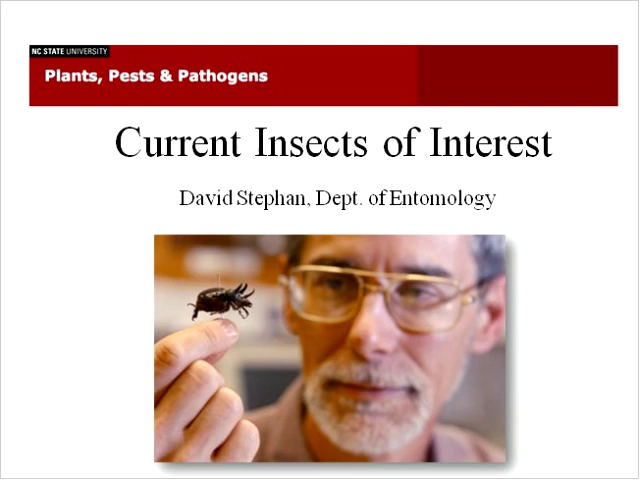 NC STATE UNIVERSITY
Plants, Pests & Pathogens
Current Insects of Interest
David Stephan, Dept. of Entomology